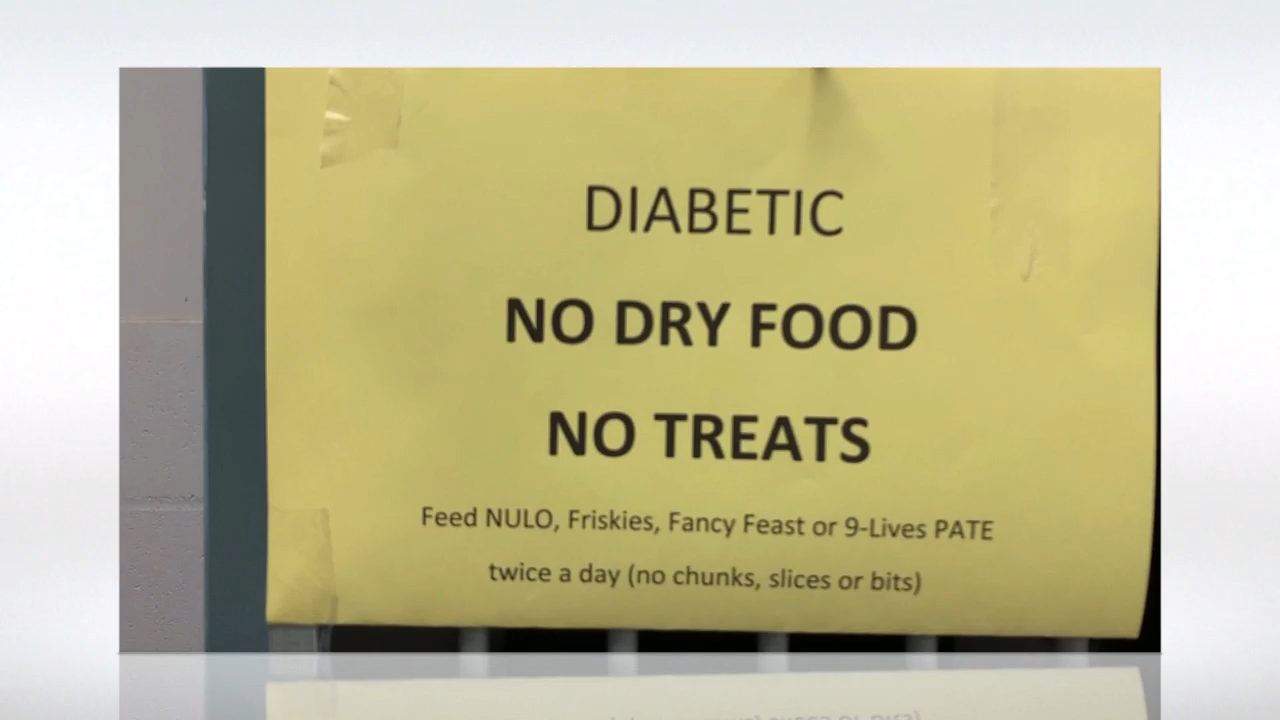 DIABETIC
NO DRY FOOD
NO TREATS
Feed NULO, Friskies, Fancy Feast or 9-Lives PATE
twice a day (no chunks, slices or bits)